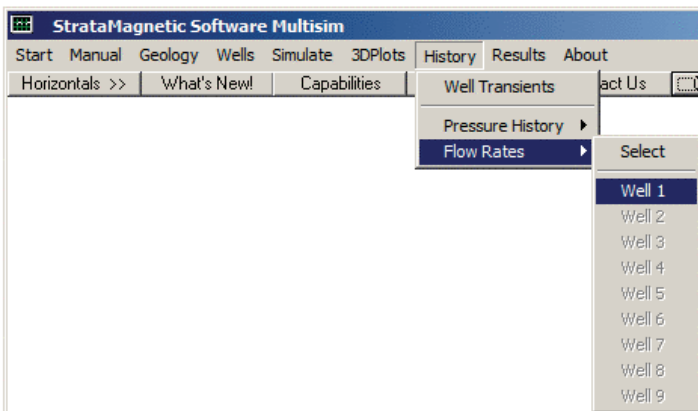 StrataMagnetic Software Multisim
Start Manual Geology Wells Simulate 3DPlots History Results About
Horizontals >> What's New! Capabilities act Us
Well Transients
Pressure History
Flow Rates
Select
Well 1
Well 2
Well 3
Well 4
Well 5
Well 6
Well 7
Well 8
Well 9